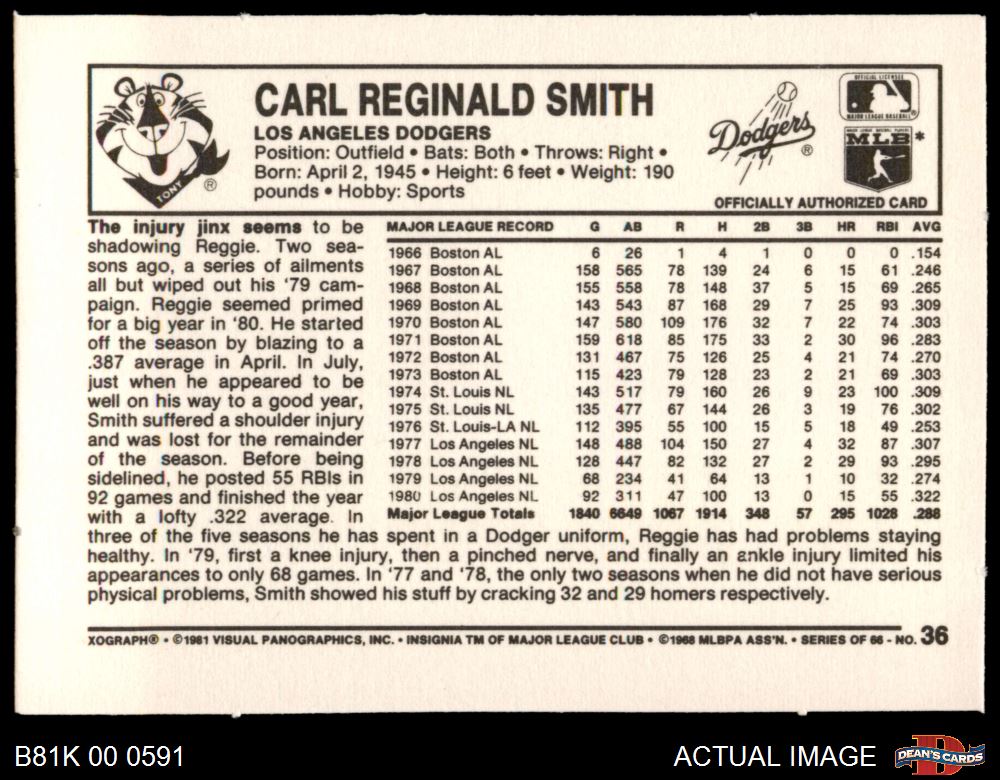 CARL REGINALD SMITH
LOS ANGELES DODGERS
Position: Outfield • Bats: Both • Throws: Right •
Born: April 2, 1945 • Height: 6 feet • Weight: 190
pounds • Hobby: Sports
TONY
®
Dodgers ®
OFFICIAL LICENSEE
MAJOR LEAGUE BASEBALL ®
MAJOR LEAGUE BASEBALL PLAYERS
MLB *
OFFICIALLY AUTHORIZED CARD
The injury jinx seems to be
shadowing Reggie. Two sea-
sons ago, a series of ailments
all but wiped out his '79 cam-
paign. Reggie seemed primed
for a big year in '80. He started
off the season by blazing to a
.387 average in April. In July,
just when he appeared to be
well on his way to a good year,
Smith suffered a shoulder injury
and was lost for the remainder
of the season. Before being
sidelined, he posted 55 RBIs in
92 games and finished the year
with a lofty .322 average. In
three of the five seasons he has spent in a Dodger uniform, Reggie has had problems staying
healthy. In '79, first a knee injury, then a pinched nerve, and finally an ankle injury limited his
appearances to only 68 games. In '77 and '78, the only two seasons when he did not have serious
physical problems, Smith showed his stuff by cracking 32 and 29 homers respectively.
MAJOR LEAGUE RECORD G AB R H 2B 3B HR RBI AVG
1966 Boston AL 6 26 1 4 1 0 0 0 .154
1967 Boston AL 158 565 78 139 24 6 15 61 .246
1968 Boston AL 155 558 78 148 37 5 15 69 .265
1969 Boston AL 143 543 87 168 29 7 25 93 .309
1970 Boston AL 147 580 109 176 32 7 22 74 .303
1971 Boston AL 159 618 85 175 33 2 30 96 .283
1972 Boston AL 131 467 75 126 25 4 21 74 .270
1973 Boston AL 115 423 79 128 23 2 21 69 .303
1974 St. Louis NL 143 517 79 160 26 9 23 100 .309
1975 St. Louis NL 135 477 67 144 26 3 19 76 .302
1976 St. Louis-LA NL 112 395 55 100 15 5 18 49 .253
1977 Los Angeles NL 148 488 104 150 27 4 32 87 .307
1978 Los Angeles NL 128 447 82 132 27 2 29 93 .295
1979 Los Angeles NL 68 234 41 64 13 1 10 32 .274
1980 Los Angeles NL 92 311 47 100 13 0 15 55 .322
Major League Totals 1840 6649 1067 1914 348 57 295 1028 .288
XOGRAPH® • ©1981 VISUAL PANOGRAPHICS, INC. • INSIGNIA TM OF MAJOR LEAGUE CLUB • ©1968 MLBPA ASS'N. • SERIES OF 66 - NO. 36
B81K 00 0591
ACTUAL IMAGE
DEAN'S CARDS